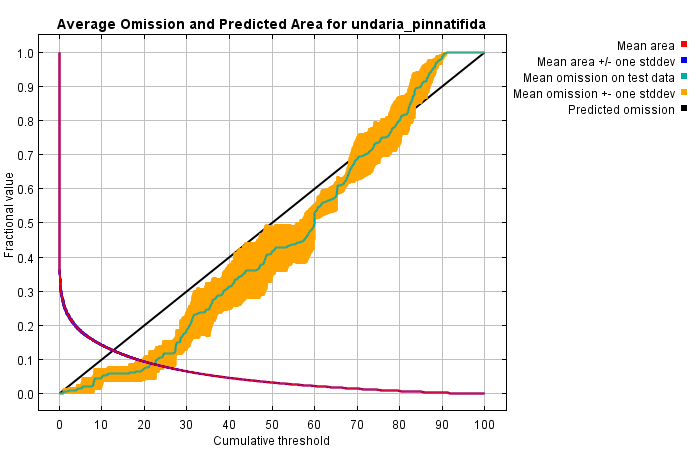 Average Omission and Predicted Area for undaria_pinnatifida
Mean area
Mean area +/- one stddev
Mean omission on test data
Mean omission +- one stddev
Predicted omission
Fractional value
1.0
0.9
0.8
0.7
0.6
0.5
0.4
0.3
0.2
0.1
0.0
0 10 20 30 40 50 60 70 80 90 100
Cumulative threshold